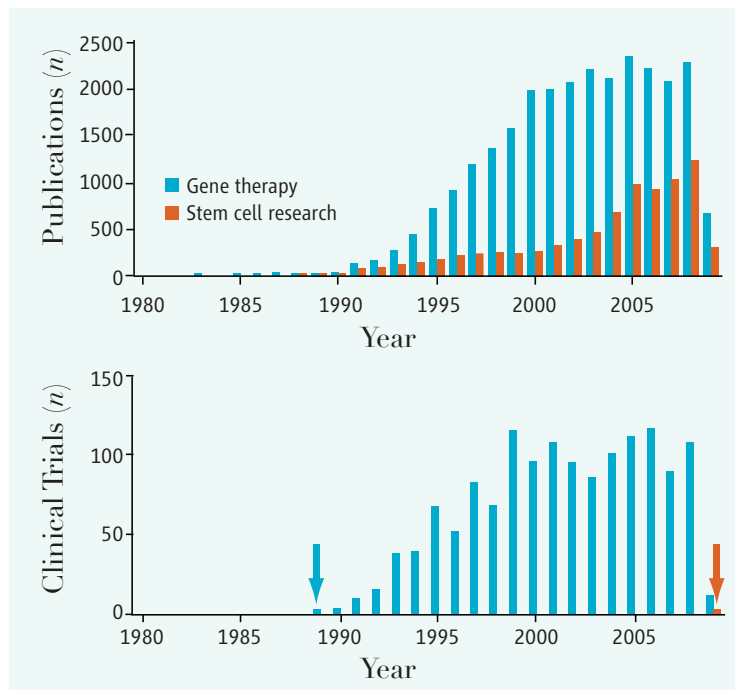 Publications (n)
2500
2000
1500
1000
500
0
Gene therapy
Stem cell research
1980 1985 1990 1995 2000 2005
Year
Clinical Trials (n)
150
100
50
0
1980 1985 1990 1995 2000 2005
Year